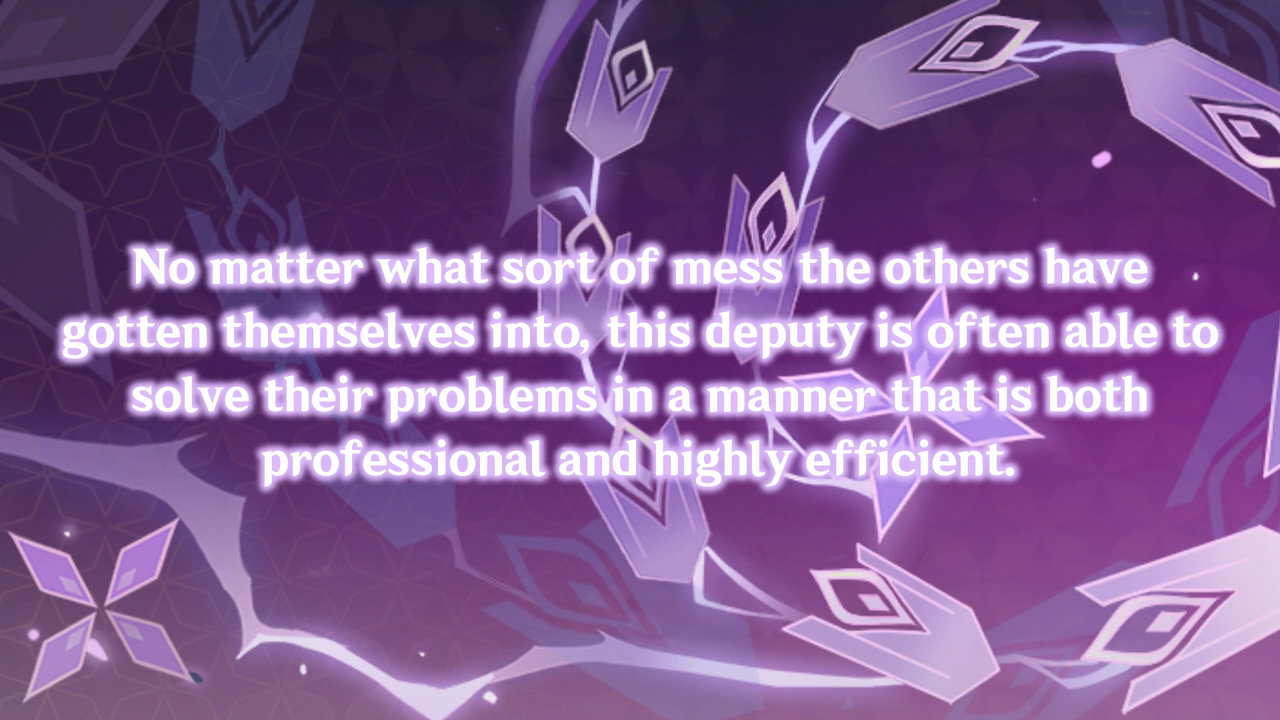 No matter what sort of mess the others have
gotten themselves into, this deputy is often able to
solve their problems in a manner that is both
professional and highly efficient.